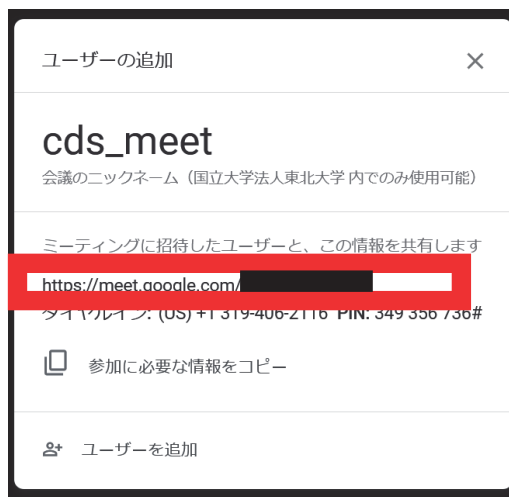 ユーザーの追加
cds_meet
会議のニックネーム（国立大学法人東北大学 内でのみ使用可能）
ミーティングに招待したユーザーと、この情報を共有します
https://meet.google.com/
ダイヤルイン: (US) +1 319-406-2116 PIN: 349 356 736#
参加に必要な情報をコピー
ユーザーを追加